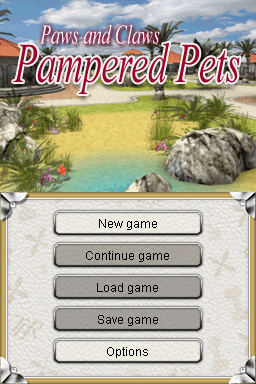 Paws and Claws
Pampered Pets
New game
Continue game
Load game
Save game
Options